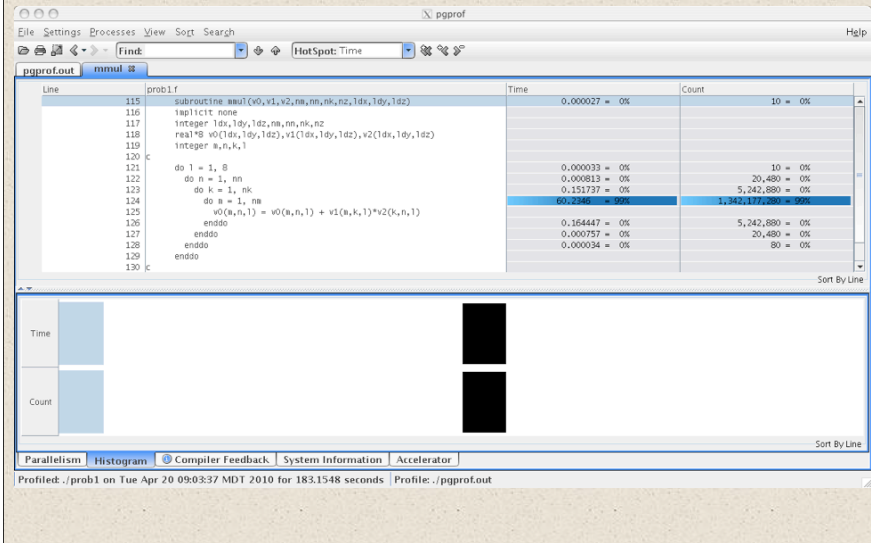 pgprof
File Settings Processes View Sort Search Help
Find: HotSpot: Time
pgprof.out mmul
Line prob1.f Time Count
115 subroutine mmul(v0,v1,v2,nm,nn,nk,nz,ldx,ldy,ldz) 0.000027 = 0% 10 = 0%
116 implicit none
117 integer ldx,ldy,ldz,nm,nn,nk,nz
118 real*8 v0(ldx,ldy,ldz),v1(ldx,ldy,ldz),v2(ldx,ldy,ldz)
119 integer m,n,k,l
120 c
121 do l = 1, 8 0.000033 = 0% 10 = 0%
122 do n = 1, nn 0.000813 = 0% 20,480 = 0%
123 do k = 1, nk 0.151737 = 0% 5,242,880 = 0%
124 do m = 1, nm 60.2346 = 99% 1,342,177,280 = 99%
125 v0(m,n,l) = v0(m,n,l) + v1(m,k,l)*v2(k,n,l)
126 enddo 0.164447 = 0% 5,242,880 = 0%
127 enddo 0.000757 = 0% 20,480 = 0%
128 enddo 0.000034 = 0% 80 = 0%
129 enddo
130 c
Sort By Line
Time
Count
Sort By Line
Parallelism Histogram Compiler Feedback System Information Accelerator
Profiled: ./prob1 on Tue Apr 20 09:03:37 MDT 2010 for 183.1548 seconds Profile: ./pgprof.out